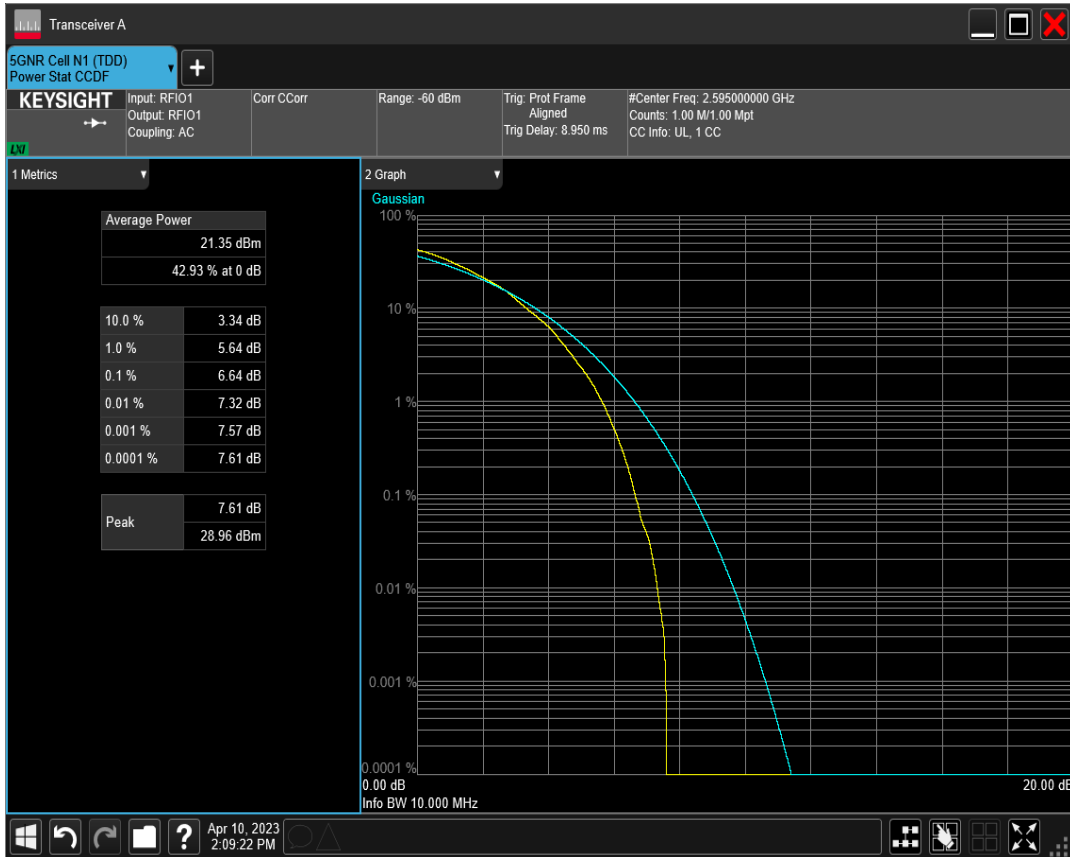 Transceiver A
5GNR Cell N1 (TDD)
Power Stat CCDF
+
KEYSIGHT
LXI
Input: RFIO1
Output: RFIO1
Coupling: AC
Corr CCorr
Range: -60 dBm
Trig: Prot Frame
Aligned
Trig Delay: 8.950 ms
#Center Freq: 2.595000000 GHz
Counts: 1.00 M/1.00 Mpt
CC Info: UL, 1 CC
1 Metrics
Average Power
21.35 dBm
42.93 % at 0 dB
10.0 % 3.34 dB
1.0 % 5.64 dB
0.1 % 6.64 dB
0.01 % 7.32 dB
0.001 % 7.57 dB
0.0001 % 7.61 dB
Peak
7.61 dB
28.96 dBm
2 Graph
Gaussian
100 %
10 %
1 %
0.1 %
0.01 %
0.001 %
0.0001 %
0.00 dB 20.00 dB
Info BW 10.000 MHz
?
Apr 10, 2023
2:09:22 PM